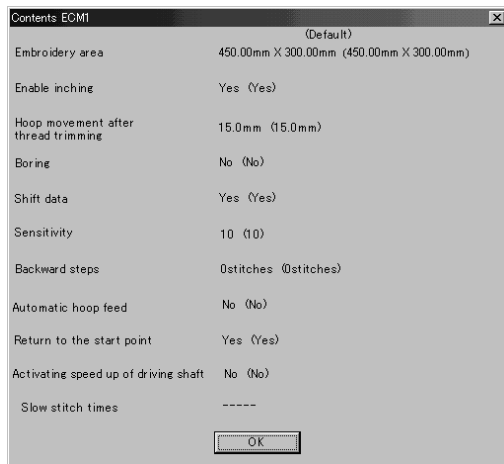 Contents ECM1
(Default)
Embroidery area 450.00mm X 300.00mm (450.00mm X 300.00mm)
Enable inching Yes (Yes)
Hoop movement after
thread trimming 15.0mm (15.0mm)
Boring No (No)
Shift data Yes (Yes)
Sensitivity 10 (10)
Backward steps 0stitches (0stitches)
Automatic hoop feed No (No)
Return to the start point Yes (Yes)
Activating speed up of driving shaft No (No)
Slow stitch times -----
OK